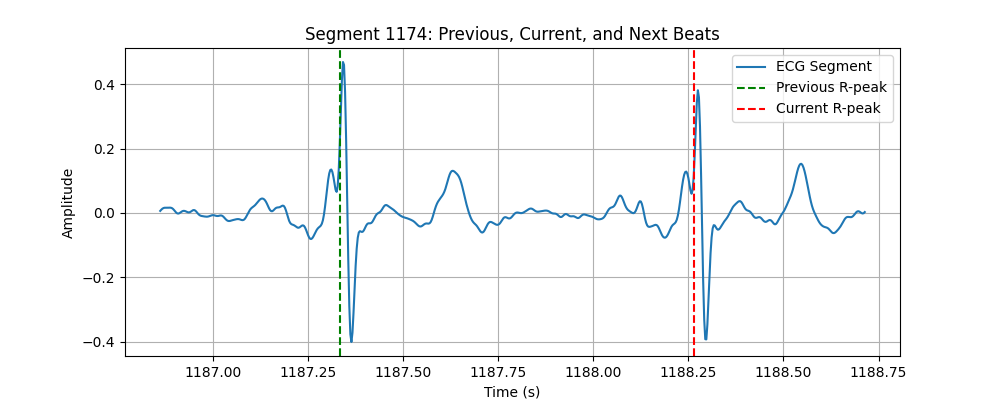 Segment 1174: Previous, Current, and Next Beats
ECG Segment
Previous R-peak
Current R-peak
Amplitude
0.4
0.2
0.0
−0.2
−0.4
1187.00 1187.25 1187.50 1187.75 1188.00 1188.25 1188.50 1188.75
Time (s)